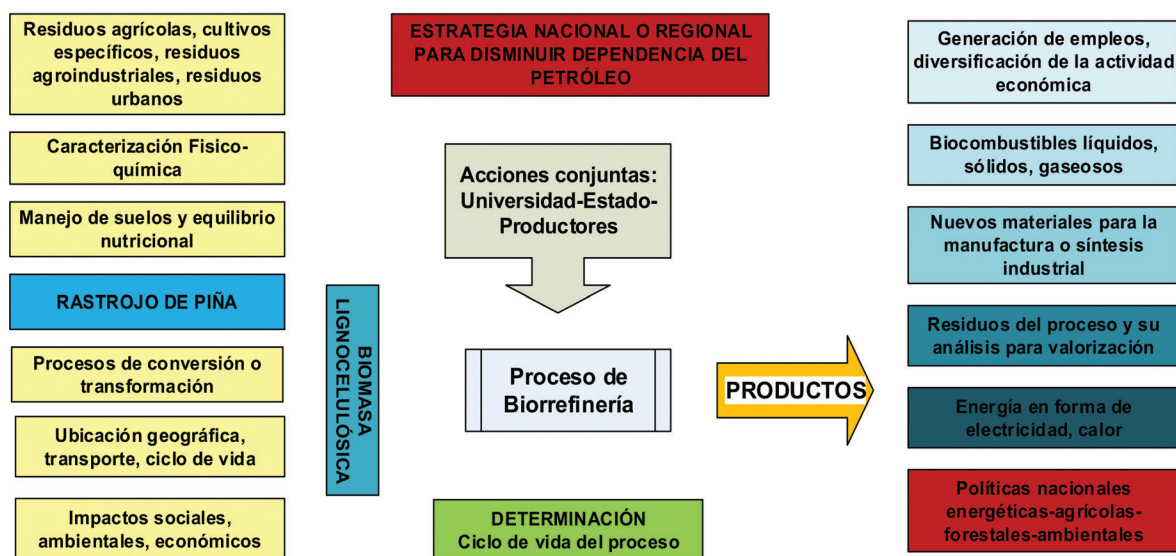 Residuos agrícolas, cultivos
específicos, residuos
agroindustriales, residuos
urbanos
Caracterización Fisico-
química
Manejo de suelos y equilibrio
nutricional
RASTROJO DE PIÑA
Procesos de conversión o
transformación
Ubicación geográfica,
transporte, ciclo de vida
Impactos sociales,
ambientales, económicos
BIOMASA
LIGNOCELULÓSICA
ESTRATEGIA NACIONAL O REGIONAL
PARA DISMINUIR DEPENDENCIA DEL
PETRÓLEO
Acciones conjuntas:
Universidad-Estado-
Productores
Proceso de
Biorrefinería
DETERMINACIÓN
Ciclo de vida del proceso
PRODUCTOS
Generación de empleos,
diversificación de la actividad
económica
Biocombustibles líquidos,
sólidos, gaseosos
Nuevos materiales para la
manufactura o síntesis
industrial
Residuos del proceso y su
análisis para valorización
Energía en forma de
electricidad, calor
Políticas nacionales
energéticas-agrícolas-
forestales-ambientales